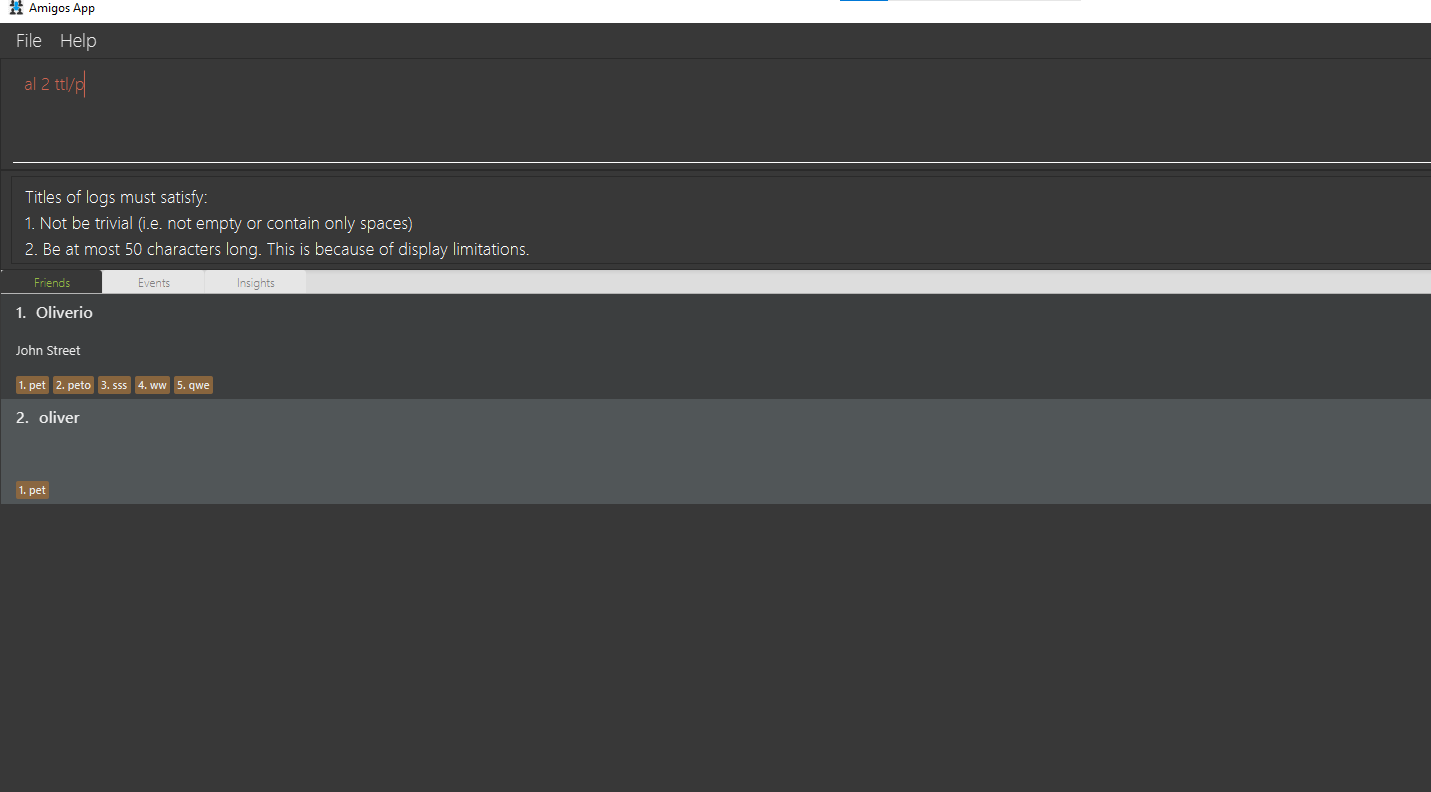 Amigos App
File Help
al 2 ttl/p
Titles of logs must satisfy:
1. Not be trivial (i.e. not empty or contain only spaces)
2. Be at most 50 characters long. This is because of display limitations.
Friends Events Insights
1. Oliverio
John Street
1. pet 2. peto 3. sss 4. ww 5. qwe
2. oliver
1. pet